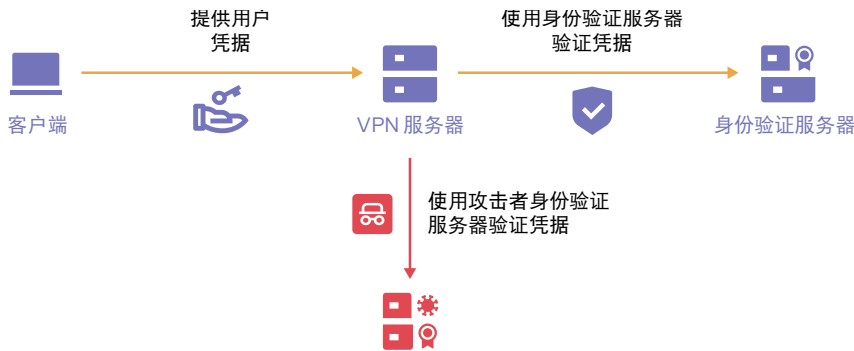 提供用户
凭据
使用身份验证服务器
验证凭据
客户端
VPN 服务器
身份验证服务器
使用攻击者身份验证
服务器验证凭据